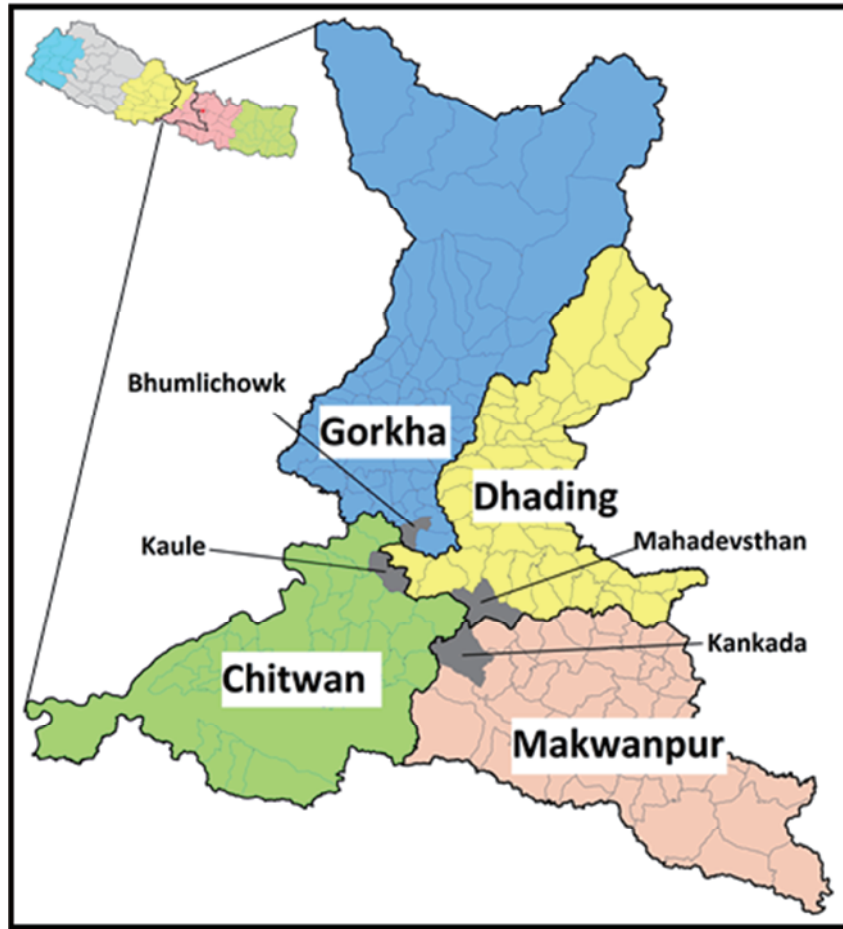 Bhumlichowk
Gorkha
Dhading
Kaule
Mahadevsthan
Kankada
Chitwan
Makwanpur